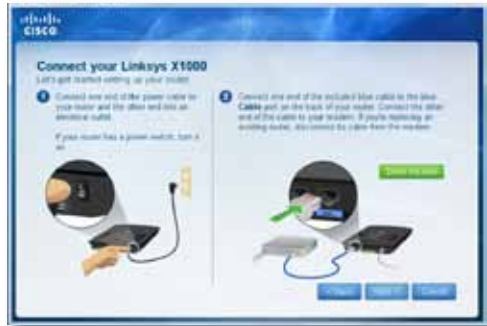 CISCO
Connect your Linksys X1000
Let's get started setting up your router.
1 Connect one end of the power cable to
your router and the other end into an
electrical outlet.
If your router has a power switch, turn it
on.
2 Connect one end of the included blue cable to the blue
Cable port on the back of your router. Connect the other
end of the cable to your modem. If you're replacing an
existing router, disconnect its cable from the modem.